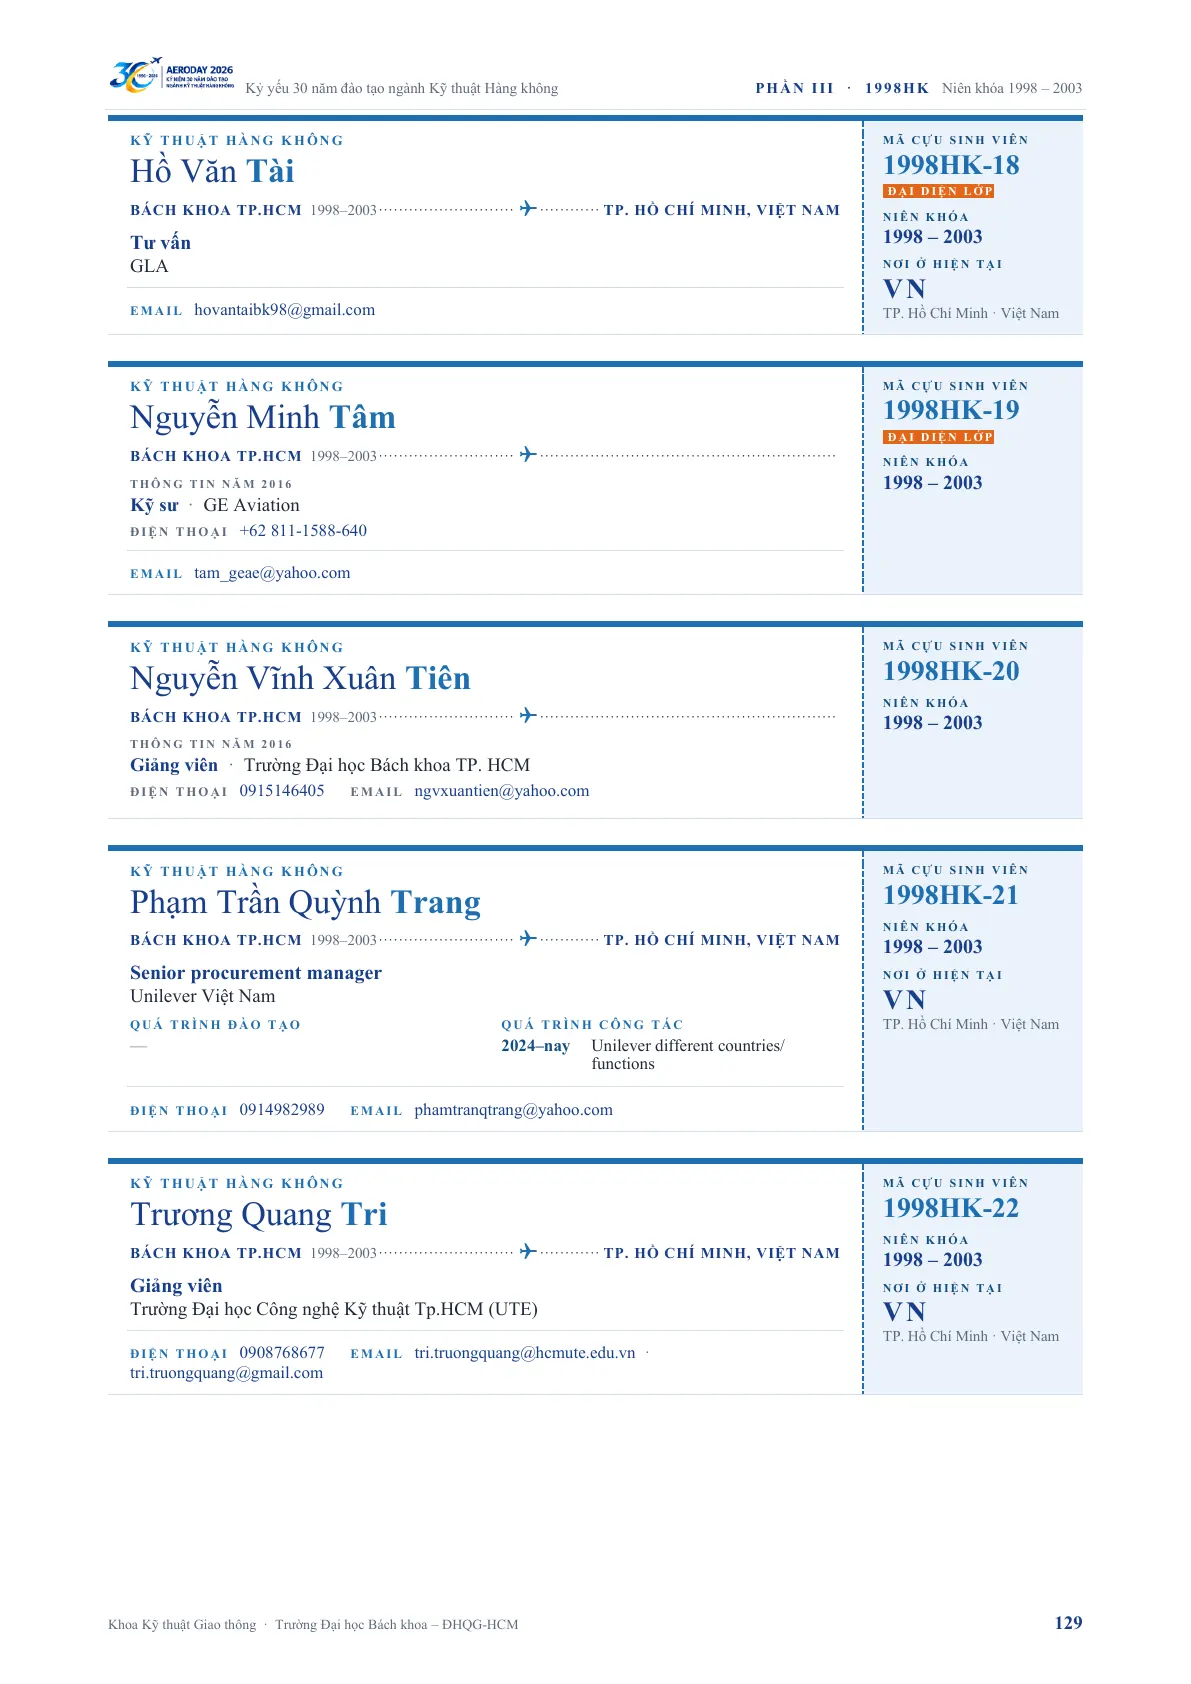 30 1996 - 2026 AERODAY 2026
KỶ NIỆM 30 NĂM ĐÀO TẠO
NGÀNH KỸ THUẬT HÀNG KHÔNG
Kỷ yếu 30 năm đào tạo ngành Kỹ thuật Hàng không
PHẦN III · 1998HK Niên khóa 1998 – 2003
KỸ THUẬT HÀNG KHÔNG
Hồ Văn Tài
BÁCH KHOA TP.HCM 1998–2003 TP. HỒ CHÍ MINH, VIỆT NAM
Tư vấn
GLA
EMAIL hovantaibk98@gmail.com
MÃ CỰU SINH VIÊN
1998HK-18
ĐẠI DIỆN LỚP
NIÊN KHÓA
1998 – 2003
NƠI Ở HIỆN TẠI
VN
TP. Hồ Chí Minh · Việt Nam
KỸ THUẬT HÀNG KHÔNG
Nguyễn Minh Tâm
BÁCH KHOA TP.HCM 1998–2003
THÔNG TIN NĂM 2016
Kỹ sư · GE Aviation
ĐIỆN THOẠI +62 811-1588-640
EMAIL tam_geae@yahoo.com
MÃ CỰU SINH VIÊN
1998HK-19
ĐẠI DIỆN LỚP
NIÊN KHÓA
1998 – 2003
KỸ THUẬT HÀNG KHÔNG
Nguyễn Vĩnh Xuân Tiên
BÁCH KHOA TP.HCM 1998–2003
THÔNG TIN NĂM 2016
Giảng viên · Trường Đại học Bách khoa TP. HCM
ĐIỆN THOẠI 0915146405 EMAIL ngvxuantien@yahoo.com
MÃ CỰU SINH VIÊN
1998HK-20
NIÊN KHÓA
1998 – 2003
KỸ THUẬT HÀNG KHÔNG
Phạm Trần Quỳnh Trang
BÁCH KHOA TP.HCM 1998–2003 TP. HỒ CHÍ MINH, VIỆT NAM
Senior procurement manager
Unilever Việt Nam
QUÁ TRÌNH ĐÀO TẠO
—
QUÁ TRÌNH CÔNG TÁC
2024–nay Unilever different countries/
functions
ĐIỆN THOẠI 0914982989 EMAIL phamtranqtrang@yahoo.com
MÃ CỰU SINH VIÊN
1998HK-21
NIÊN KHÓA
1998 – 2003
NƠI Ở HIỆN TẠI
VN
TP. Hồ Chí Minh · Việt Nam
KỸ THUẬT HÀNG KHÔNG
Trương Quang Tri
BÁCH KHOA TP.HCM 1998–2003 TP. HỒ CHÍ MINH, VIỆT NAM
Giảng viên
Trường Đại học Công nghệ Kỹ thuật Tp.HCM (UTE)
ĐIỆN THOẠI 0908768677 EMAIL tri.truongquang@hcmute.edu.vn ·
tri.truongquang@gmail.com
MÃ CỰU SINH VIÊN
1998HK-22
NIÊN KHÓA
1998 – 2003
NƠI Ở HIỆN TẠI
VN
TP. Hồ Chí Minh · Việt Nam
Khoa Kỹ thuật Giao thông · Trường Đại học Bách khoa – ĐHQG-HCM
129